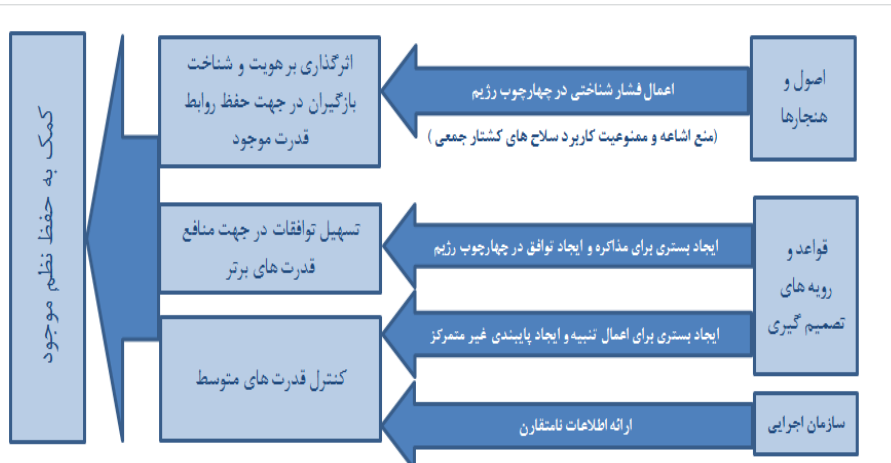 اصول و
هنجارها
اعمال فشار شناختی در چهارچوب رژیم
(منع اشاعه و ممنوعیت کاربرد سلاح های کشتار جمعی )
اثرگذاری بر هویت و شناخت
بازگیران در جهت حفظ روابط
قدرت موجود
قواعد و
رویه های
تصمیم گیری
ایجاد بستری برای مذاکره و ایجاد توافق در چهارچوب رژیم
تسهیل توافقات در جهت منافع
قدرت های برتر
ایجاد بستری برای اعمال تنبیه و ایجاد پایبندی غیر متمرکز
کنترل قدرت های متوسط
سازمان اجرایی
ارائه اطلاعات نامتقارن
کمک به حفظ نظم موجود